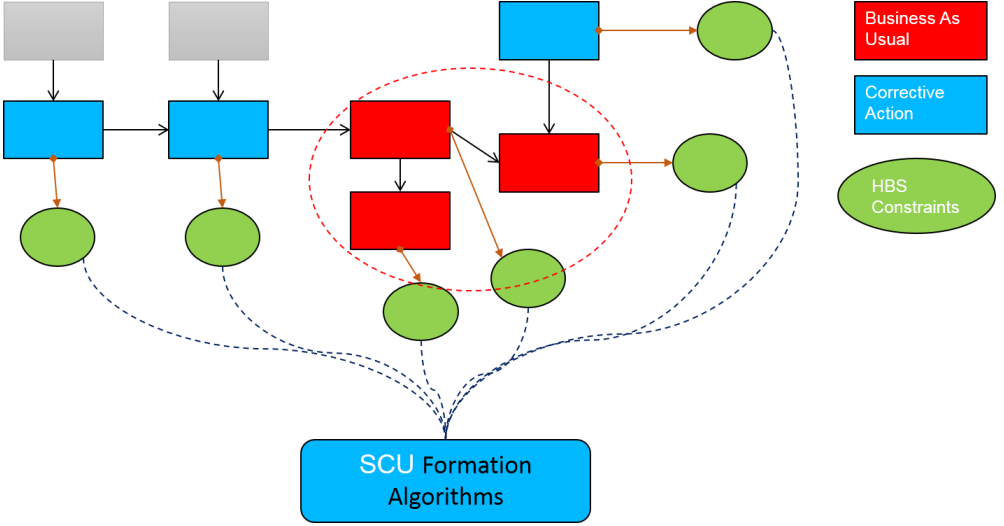 Business As
Usual
Corrective
Action
HBS
Constraints
SCU Formation
Algorithms